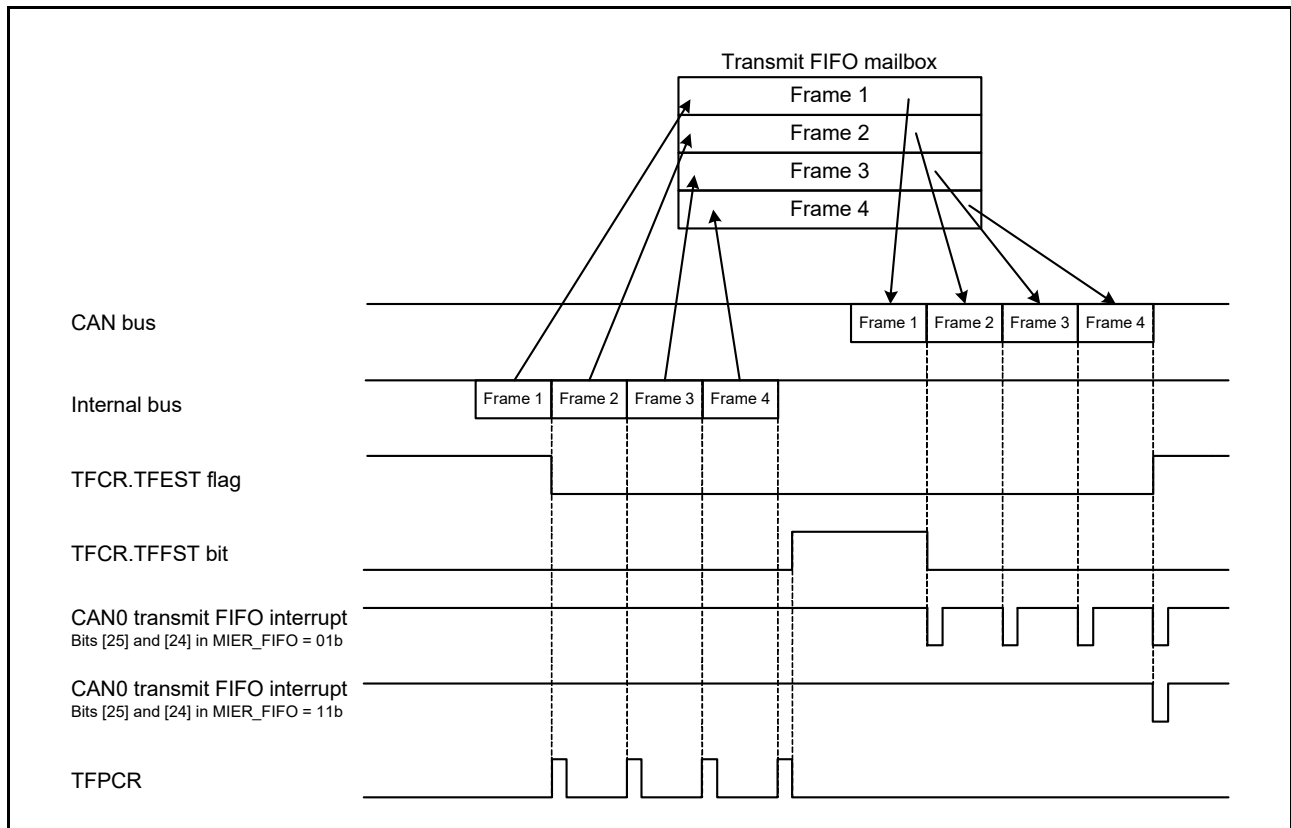 Transmit FIFO mailbox
Frame 1
Frame 2
Frame 3
Frame 4
CAN bus
Frame 1 Frame 2 Frame 3 Frame 4
Internal bus
Frame 1 Frame 2 Frame 3 Frame 4
TFCR.TFEST flag
TFCR.TFFST bit
CAN0 transmit FIFO interrupt
Bits [25] and [24] in MIER_FIFO = 01b
CAN0 transmit FIFO interrupt
Bits [25] and [24] in MIER_FIFO = 11b
TFPCR